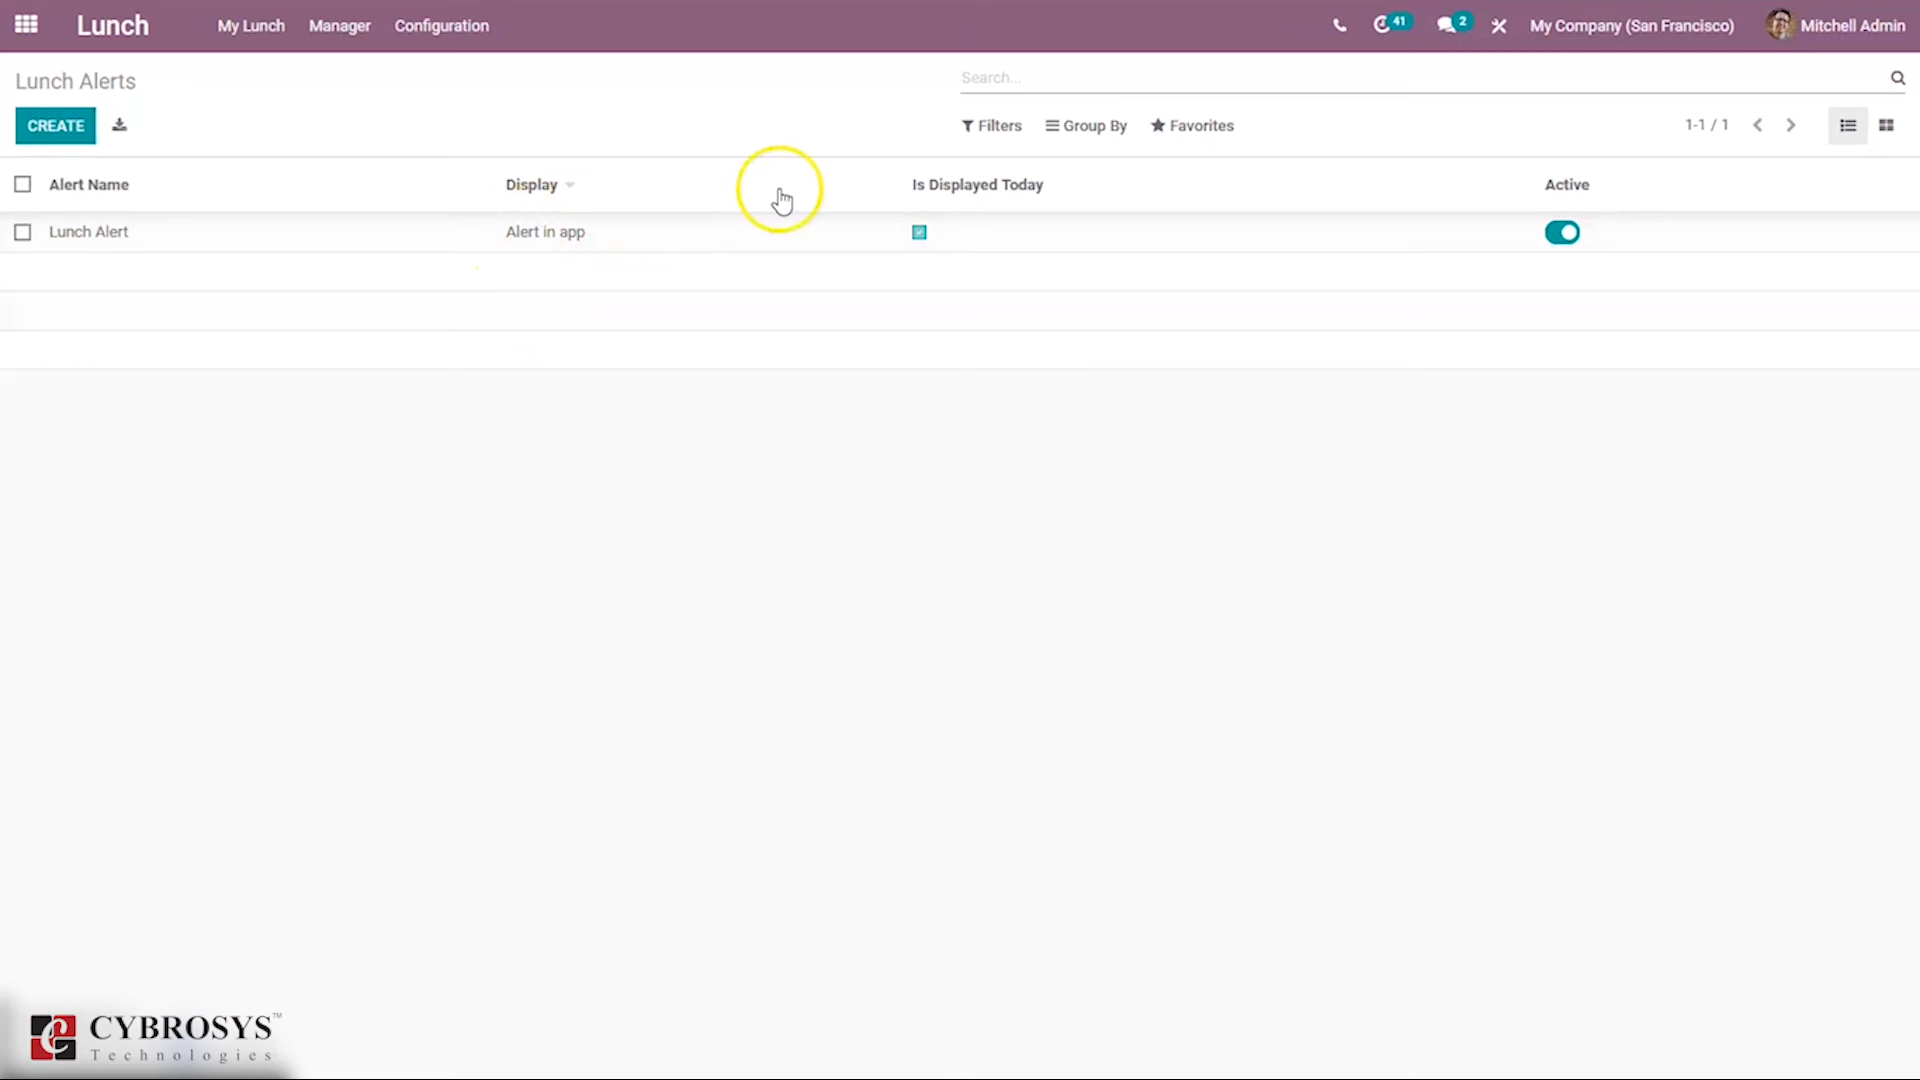 Lunch My Lunch Manager Configuration 41 2 My Company (San Francisco) Mitchell Admin
Lunch Alerts Search...
CREATE Filters Group By Favorites 1-1 / 1
Alert Name Display Is Displayed Today Active
Lunch Alert Alert in app
CYBROSYS™
Technologies